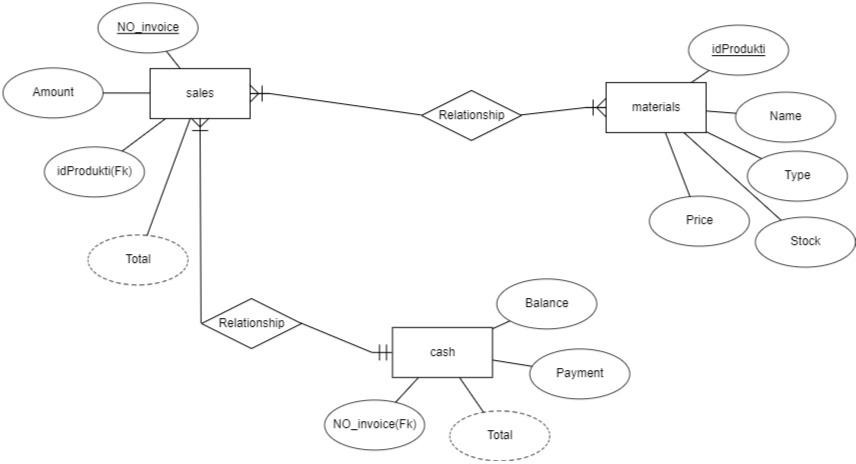 NO_invoice
idProdukti
Amount
sales
materials
Relationship
Name
idProdukti(Fk)
Type
Price
Stock
Total
Balance
Relationship
cash
Payment
NO_invoice(Fk)
Total